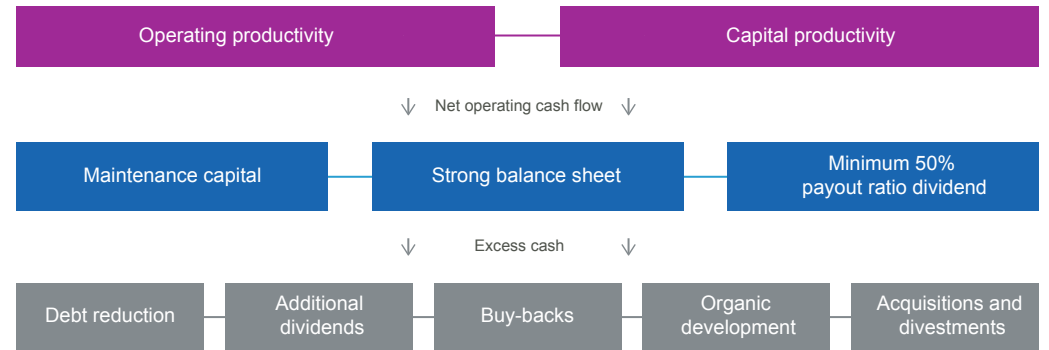 Operating productivity
Capital productivity
Net operating cash flow
Maintenance capital
Strong balance sheet
Minimum 50%
payout ratio dividend
Excess cash
Debt reduction
Additional
dividends
Buy-backs
Organic
development
Acquisitions and
divestments